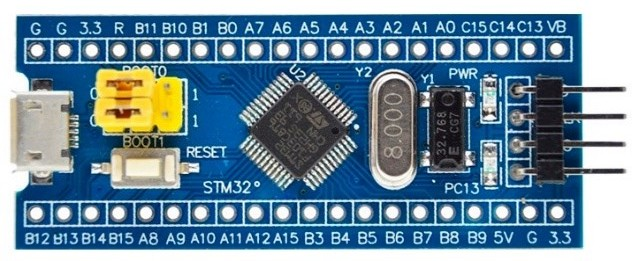 G G 3.3 R B11 B10 B1 B0 A7 A6 A5 A4 A3 A2 A1 A0 C15 C14 C13 VB
BOOT0
U2
Y2
Y1
PWR
1
8.000
32.768
E CG7
1
BOOT1
RESET
STM32°
PC13
B12 B13 B14 B15 A8 A9 A10 A11 A12 A15 B3 B4 B5 B6 B7 B8 B9 5V G 3.3